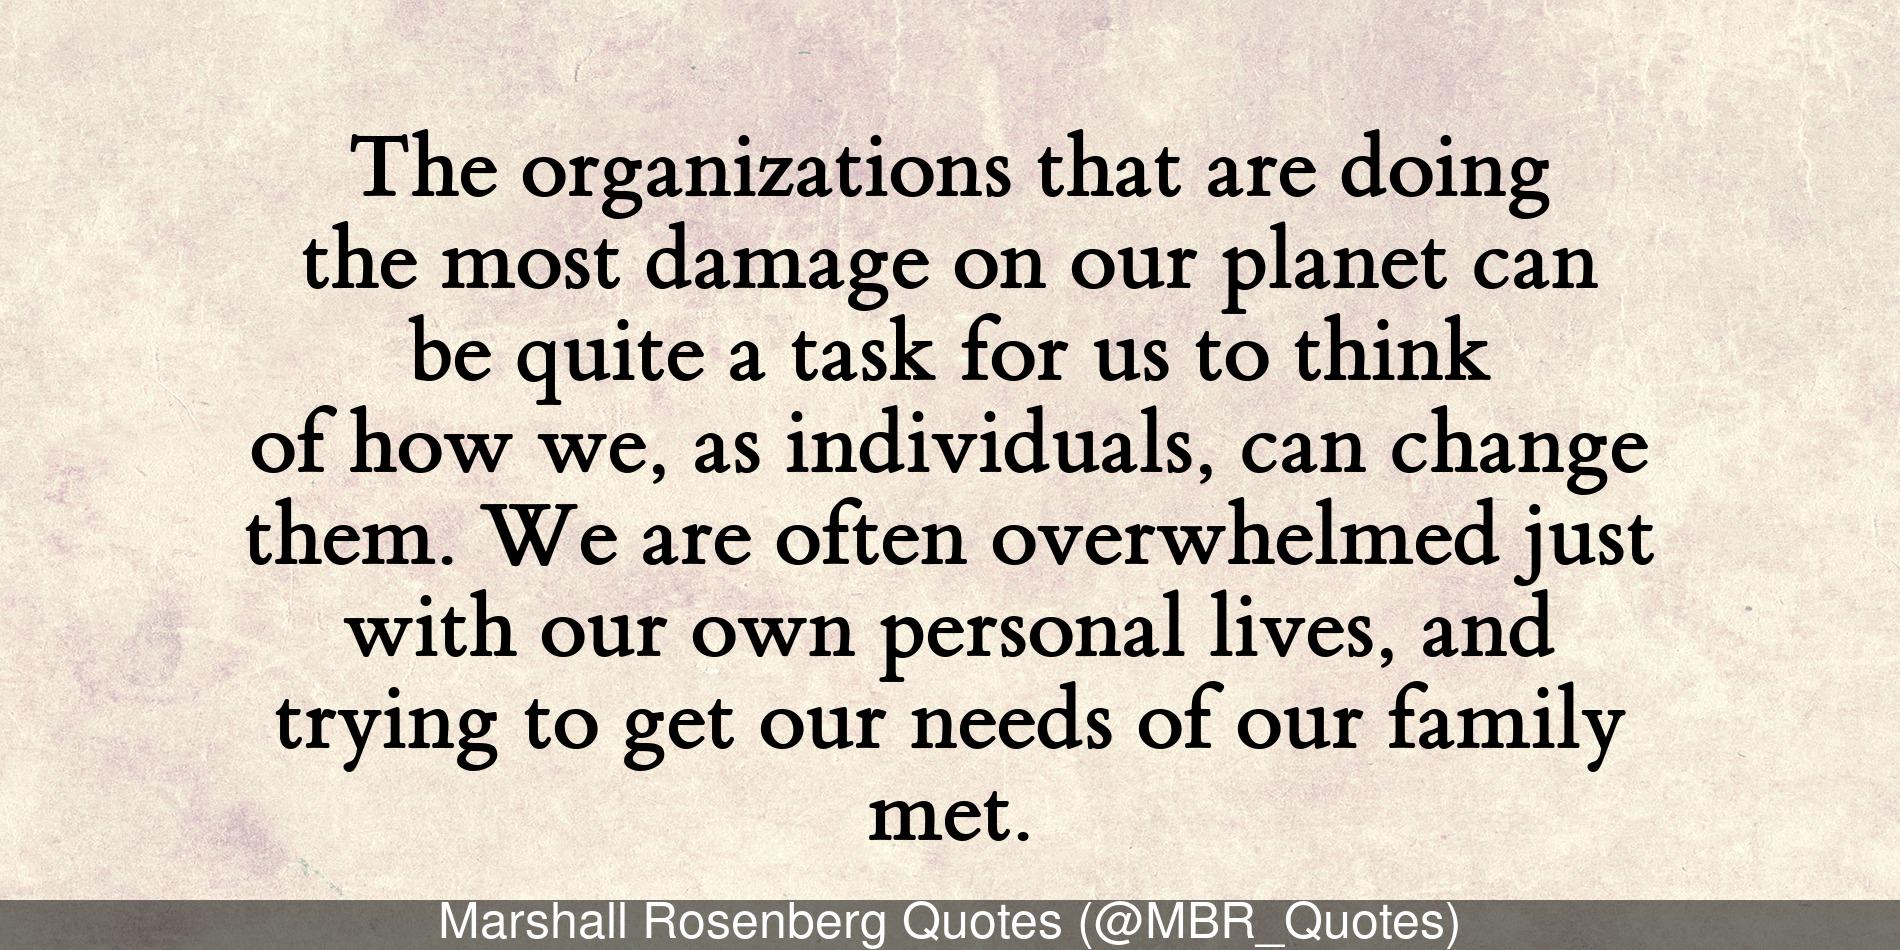 The organizations that are doing
the most damage on our planet can
be quite a task for us to think
of how we, as individuals, can change
them. We are often overwhelmed just
with our own personal lives, and
trying to get our needs of our family
met.
Marshall Rosenberg Quotes (@MBR_Quotes)